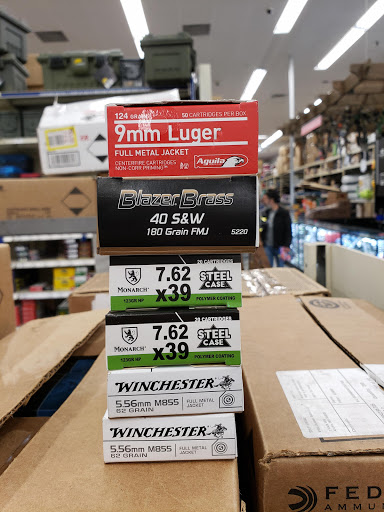 124 GRAIN 50 CARTRIDGES PER BOX
9mm Luger
FULL METAL JACKET
CENTERFIRE CARTRIDGES
NON-CORR PRIMING
Aguila
Blazer Brass
40 S&W
180 Grain FMJ 5220
20 CARTRIDGES
7.62
x39
STEEL
CASE
MONARCH
123GR HP
POLYMER COATING
20 CARTRIDGES
7.62
x39
STEEL
CASE
MONARCH
123GR HP
POLYMER COATING
WINCHESTER
5.56mm M855
62 GRAIN
FULL METAL
JACKET
WINCHESTER
5.56mm M855
62 GRAIN
FULL METAL
JACKET
FED
AMMU